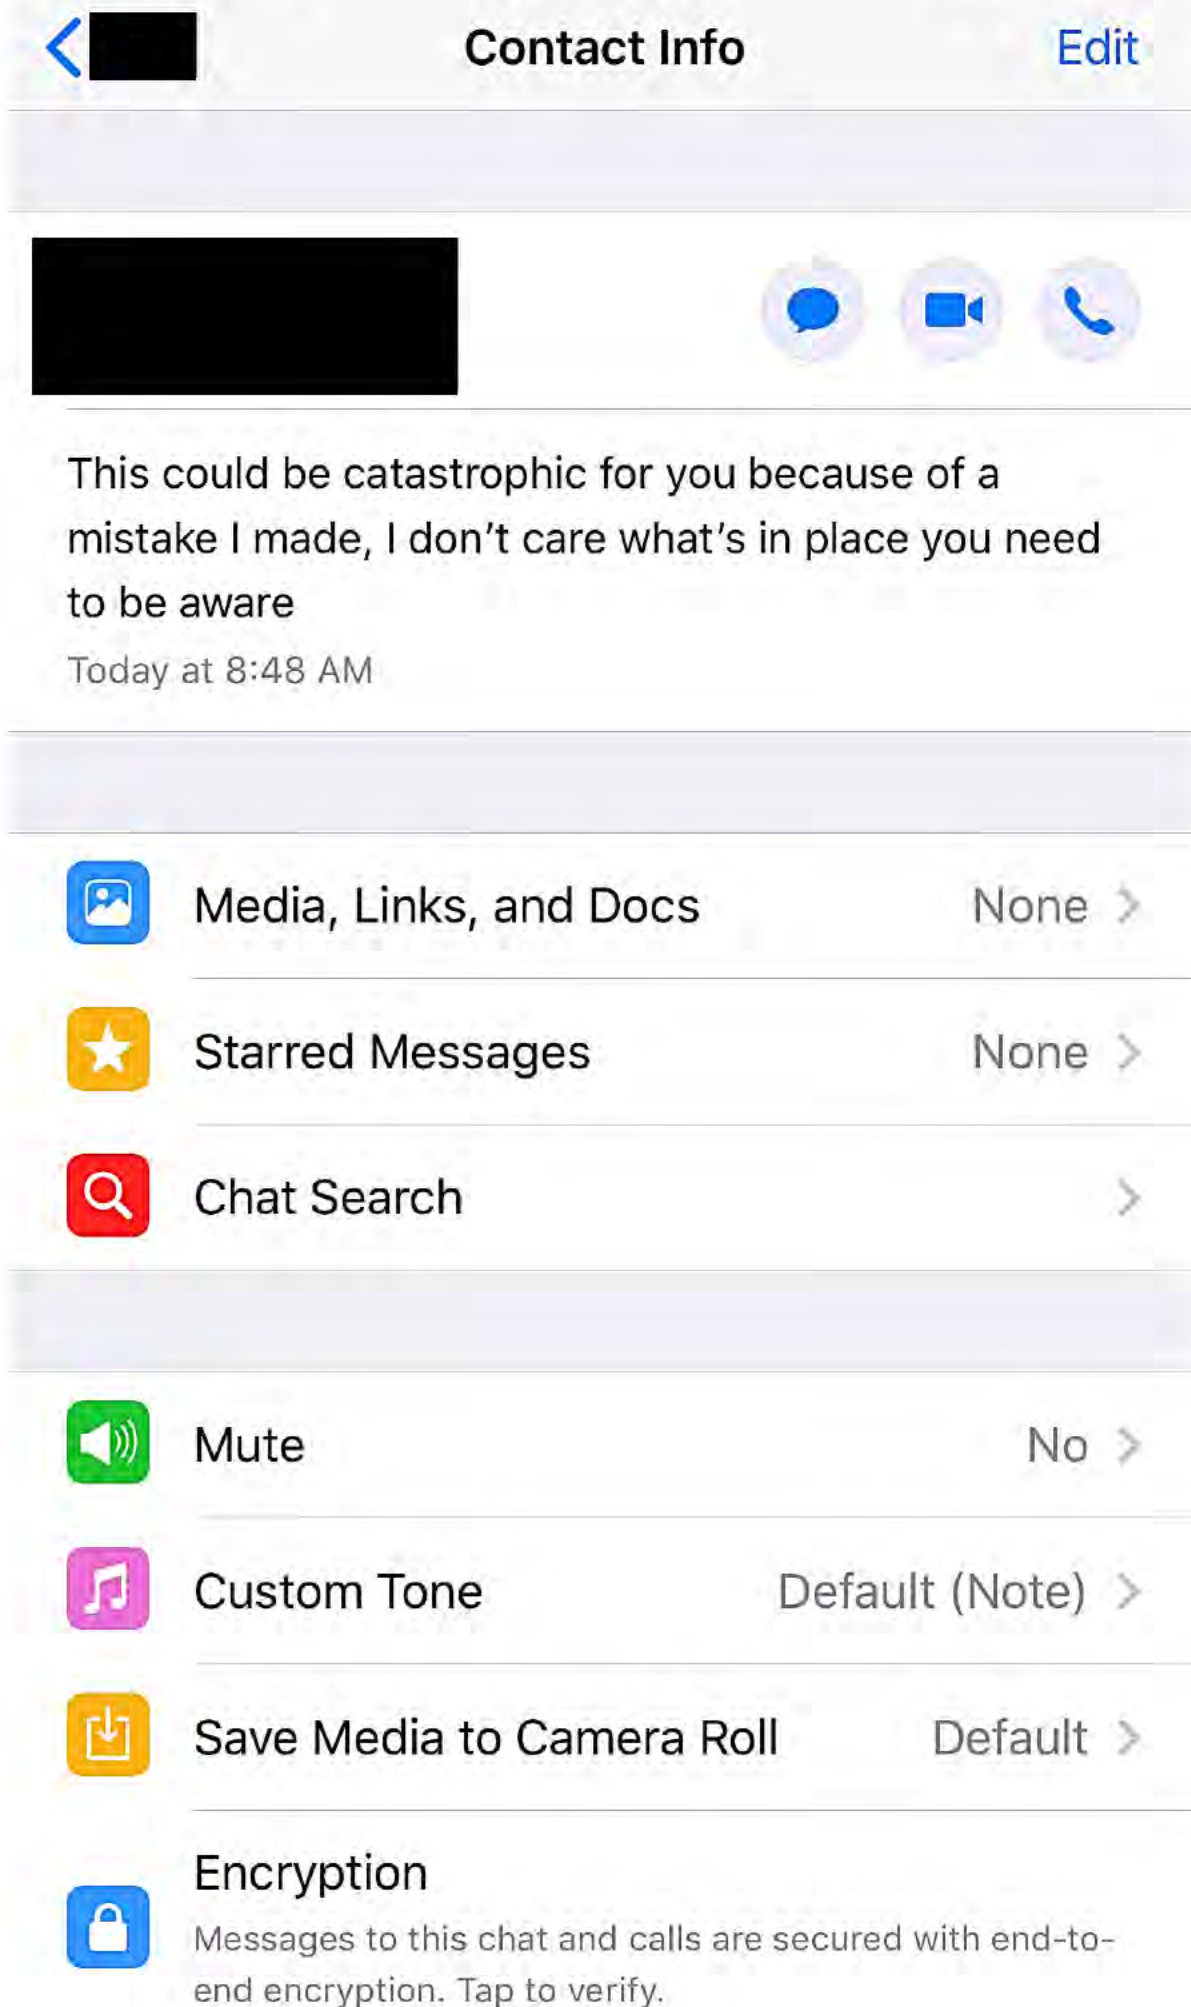 Contact Info
Edit
This could be catastrophic for you because of a
mistake I made, I don't care what's in place you need
to be aware
Today at 8:48 AM
Media, Links, and Docs None
Starred Messages None
Chat Search
Mute No
Custom Tone Default (Note)
Save Media to Camera Roll Default
Encryption
Messages to this chat and calls are secured with end-to-
end encryption. Tap to verify.